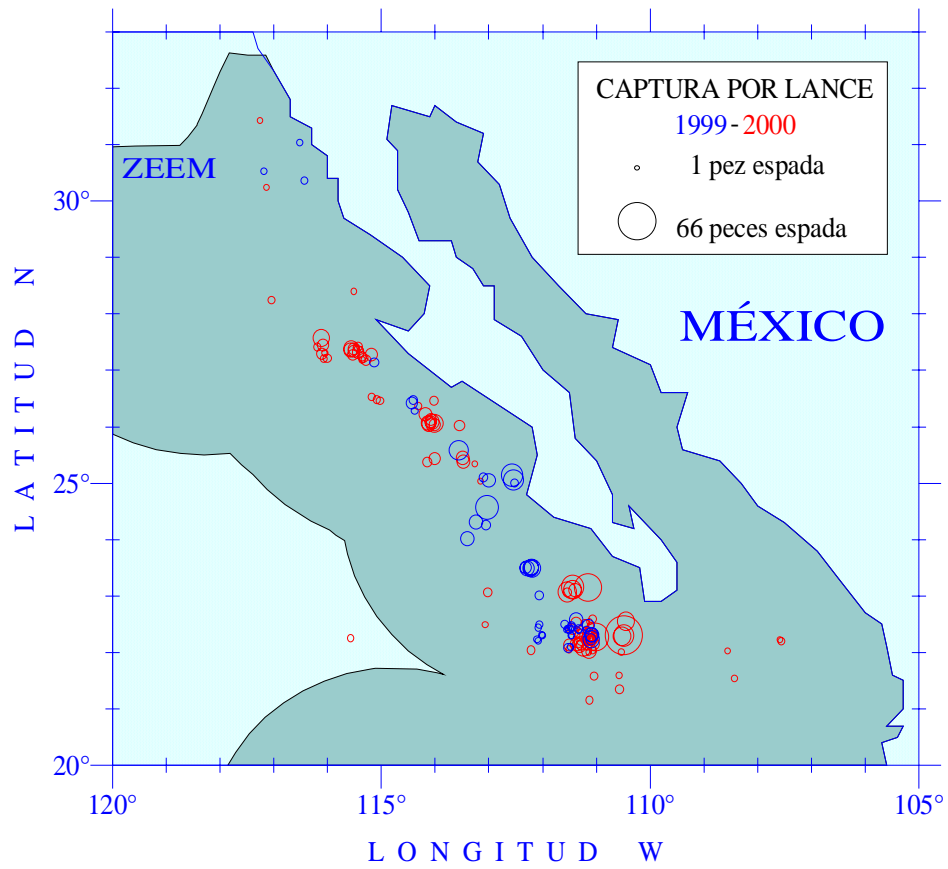 CAPTURA POR LANCE
1999-2000
1 pez espada
66 peces espada
ZEEM
MÉXICO
30°
25°
20°
LATITUD N
120°
115°
110°
105°
LONGITUD W